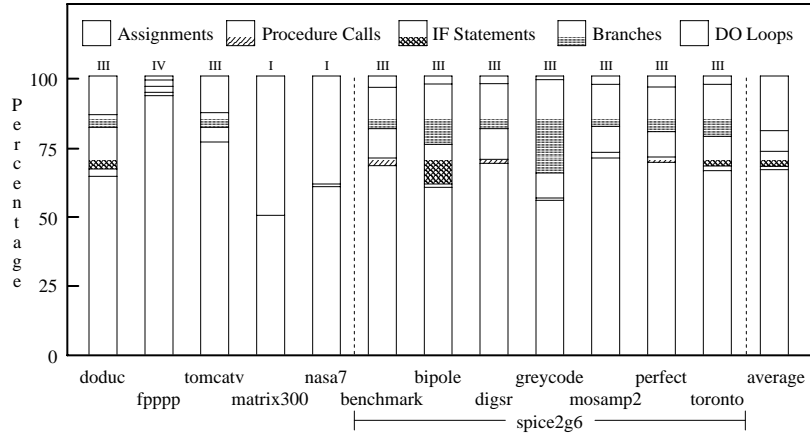 Assignments Procedure Calls IF Statements Branches DO Loops
III IV III I I III III III III III III III
100
75
50
25
0
Percentage
doduc tomcatv nasa7 bipole greycode perfect average
fpppp matrix300 benchmark digsr mosamp2 toronto
spice2g6